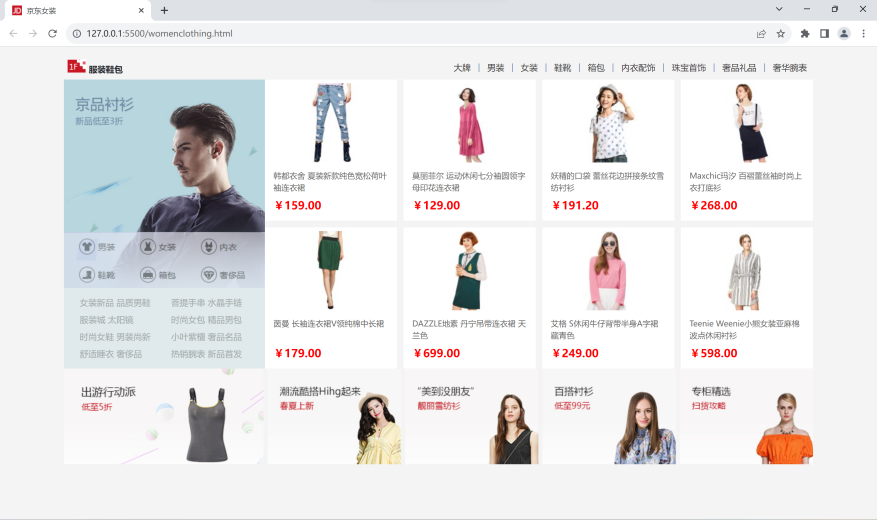 京东女装
127.0.0.1:5500/womenclothing.html
1F 服装鞋包
大牌 | 男装 | 女装 | 鞋靴 | 箱包 | 内衣配饰 | 珠宝首饰 | 奢品礼品 | 奢华腕表
京品衬衫
新品低至3折
男装 女装 内衣
鞋靴 箱包 奢侈品
女装新品 品质男鞋 菩提手串 水晶手链
服装城 太阳镜 时尚女包 精品男包
时尚女鞋 男装尚新 小叶紫檀 奢品名品
舒适睡衣 奢侈品 热销腕表 新品首发
韩都衣舍 夏装新款纯色宽松荷叶
袖连衣裙
¥159.00
莫丽菲尔 运动休闲七分袖圆领字
母印花连衣裙
¥129.00
妖精的口袋 蕾丝花边拼接条纹雪
纺衬衫
¥191.20
Maxchic玛汐 百褶蕾丝袖时尚上
衣打底衫
¥268.00
茵曼 长袖连衣裙V领纯棉中长裙
¥179.00
DAZZLE地素 丹宁吊带连衣裙 天
兰色
¥699.00
艾格 S休闲牛仔背带半身A字裙
藏青色
¥249.00
Teenie Weenie小熊女装亚麻棉
波点休闲衬衫
¥598.00
出游行动派
低至5折
潮流酷搭Hihg起来
春夏上新
“美到没朋友”
靓丽雪纺衫
百搭衬衫
低至99元
专柜精选
扫货攻略